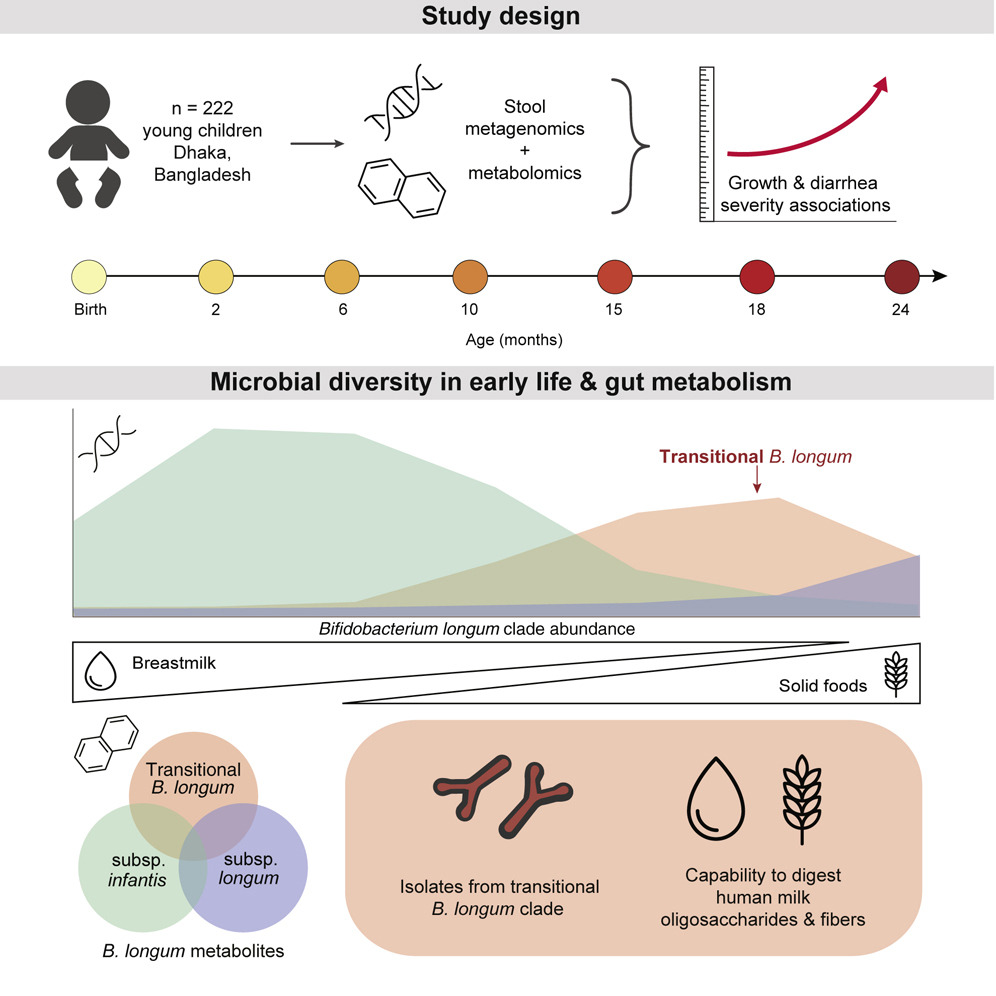 Study design
n = 222
young children
Dhaka,
Bangladesh
Stool
metagenomics
+
metabolomics
Growth & diarrhea
severity associations
Birth
2
6
10
15
18
24
Age (months)
Microbial diversity in early life & gut metabolism
Transitional B. longum
Bifidobacterium longum clade abundance
Breastmilk
Solid foods
Transitional
B. longum
subsp.
infantis
subsp.
longum
B. longum metabolites
Isolates from transitional
B. longum clade
Capability to digest
human milk
oligosaccharides & fibers